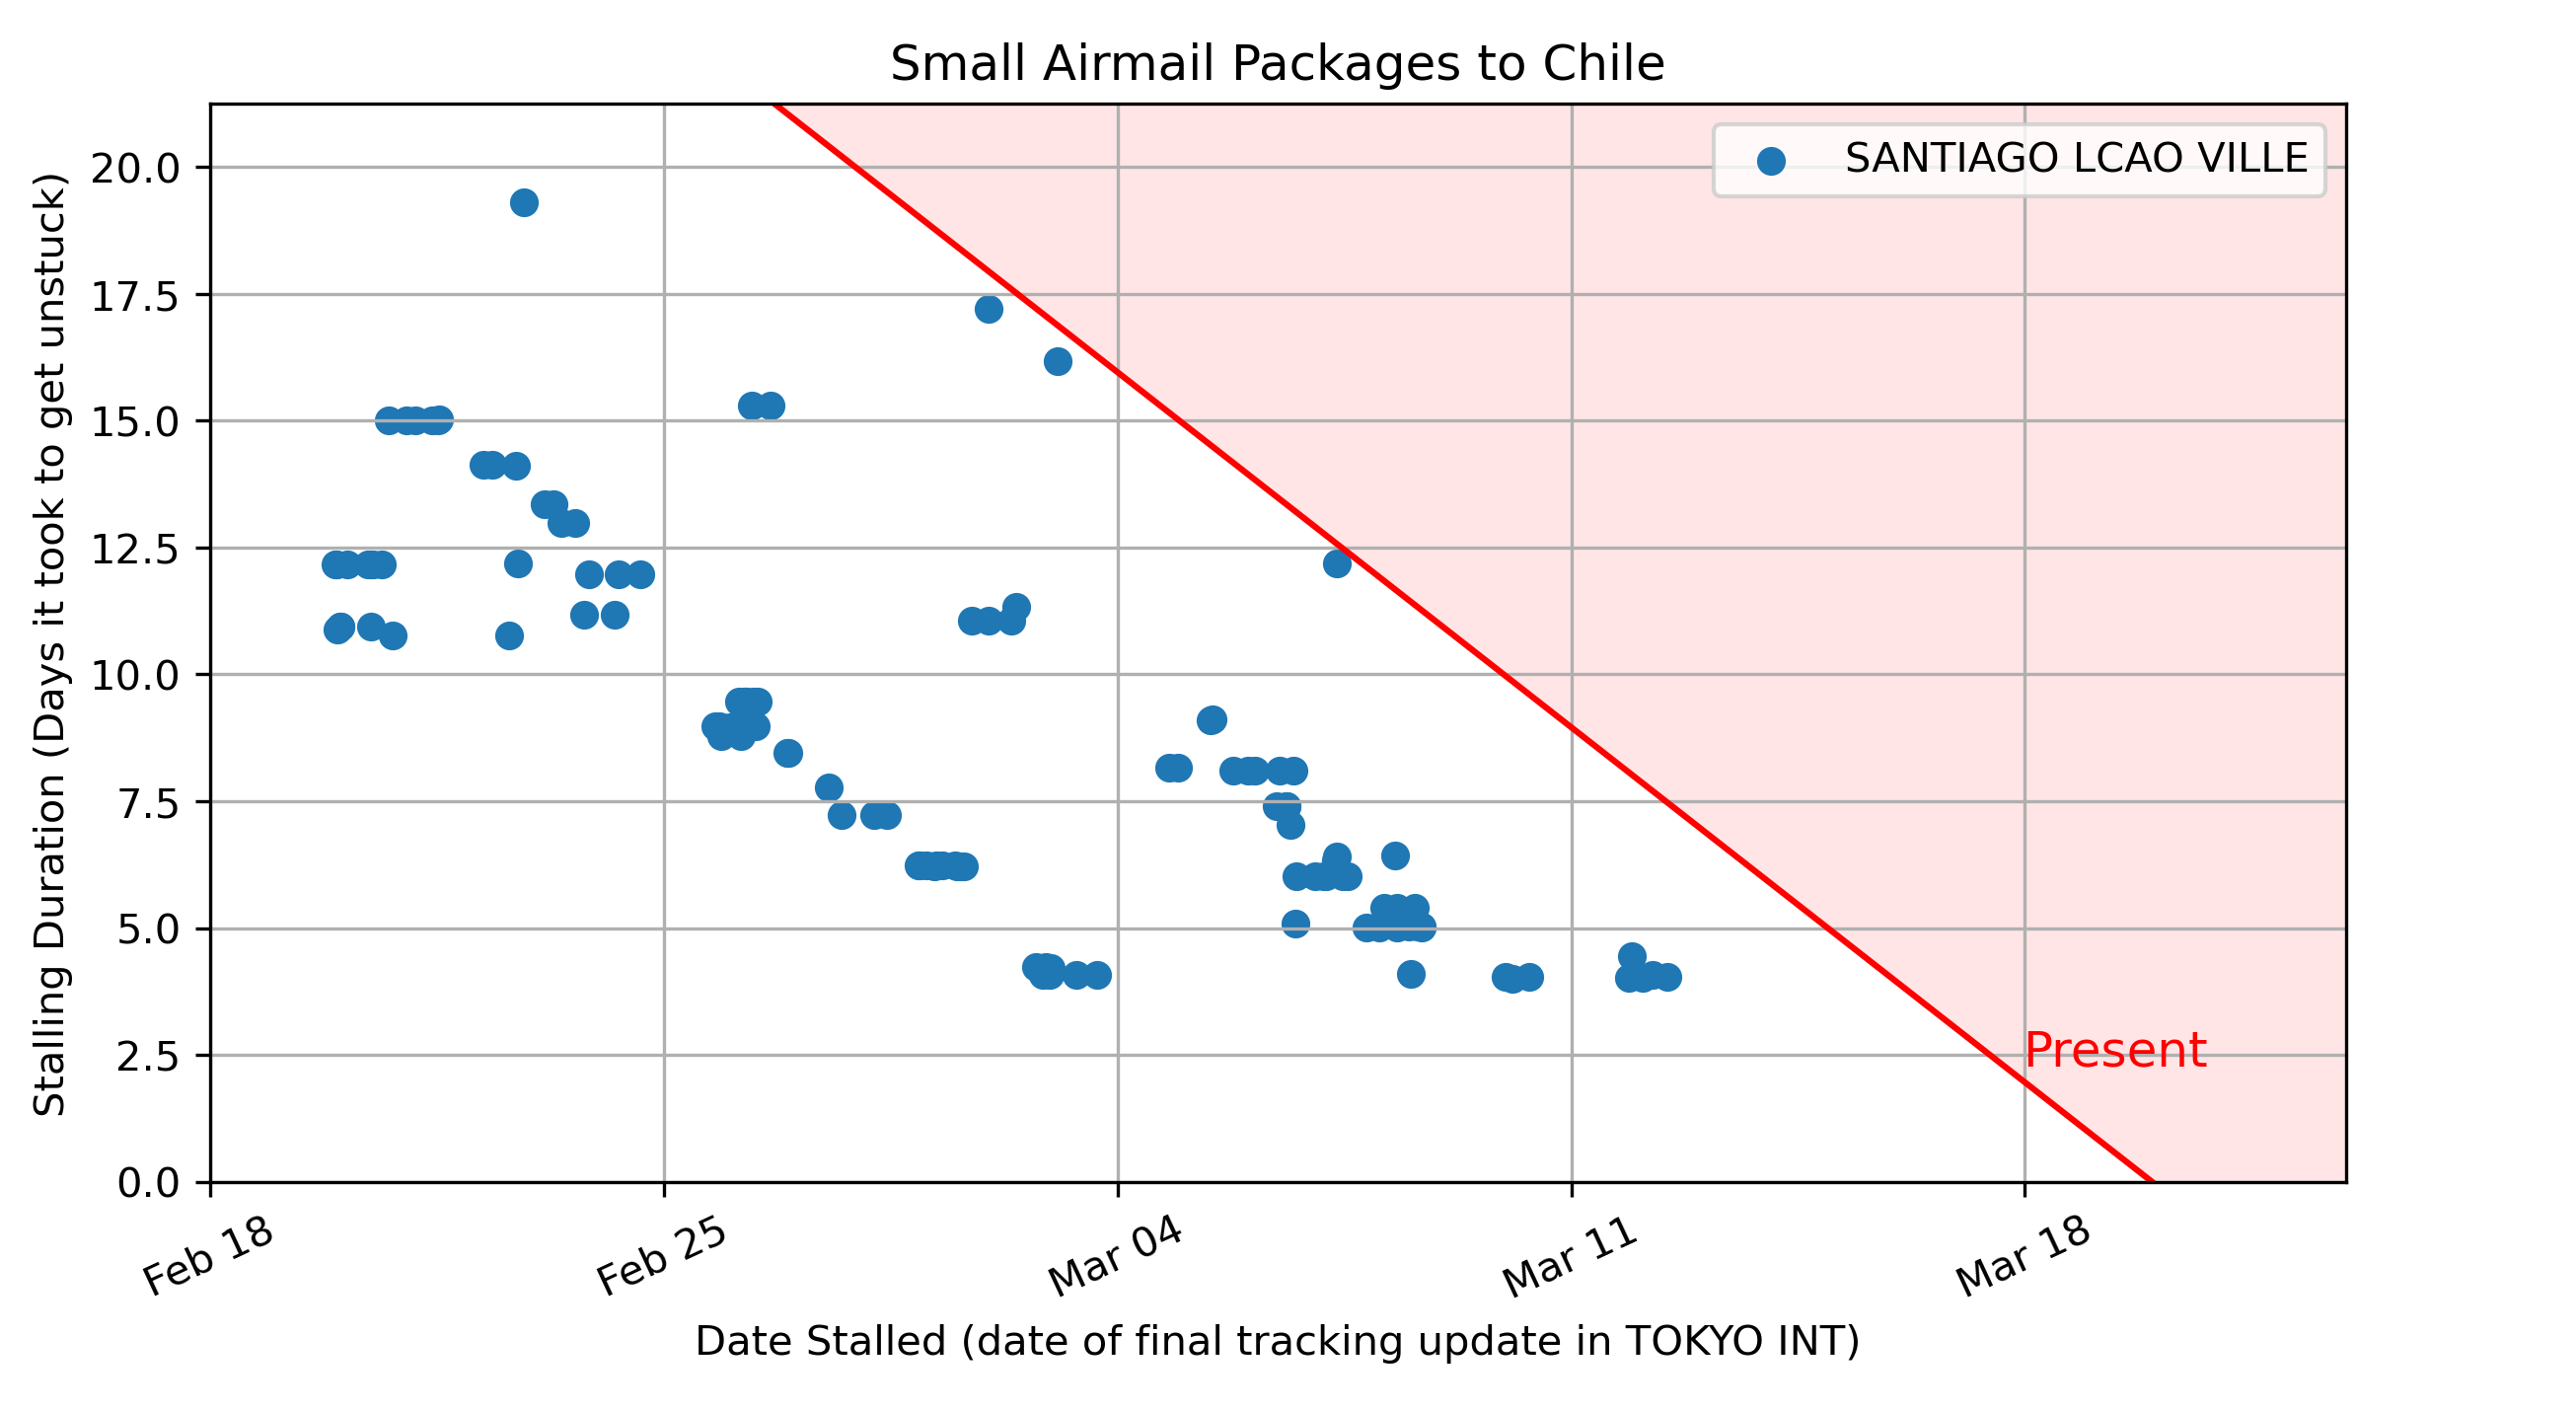 Small Airmail Packages to Chile
SANTIAGO LCAO VILLE
Stalling Duration (Days it took to get unstuck)
20.0
17.5
15.0
12.5
10.0
7.5
5.0
2.5
0.0
Present
Feb 18
Feb 25
Mar 04
Mar 11
Mar 18
Date Stalled (date of final tracking update in TOKYO INT)